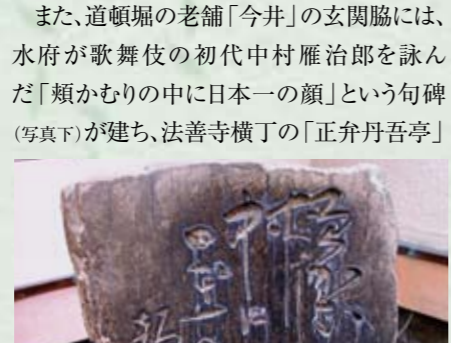 また、道頓堀の老舗「今井」の玄関脇には、
水府が歌舞伎の初代中村雁治郎を詠ん
だ「頬かむりの中に日本一の顔」という句碑
（写真下）が建ち、法善寺横丁の「正弁丹吾亭」